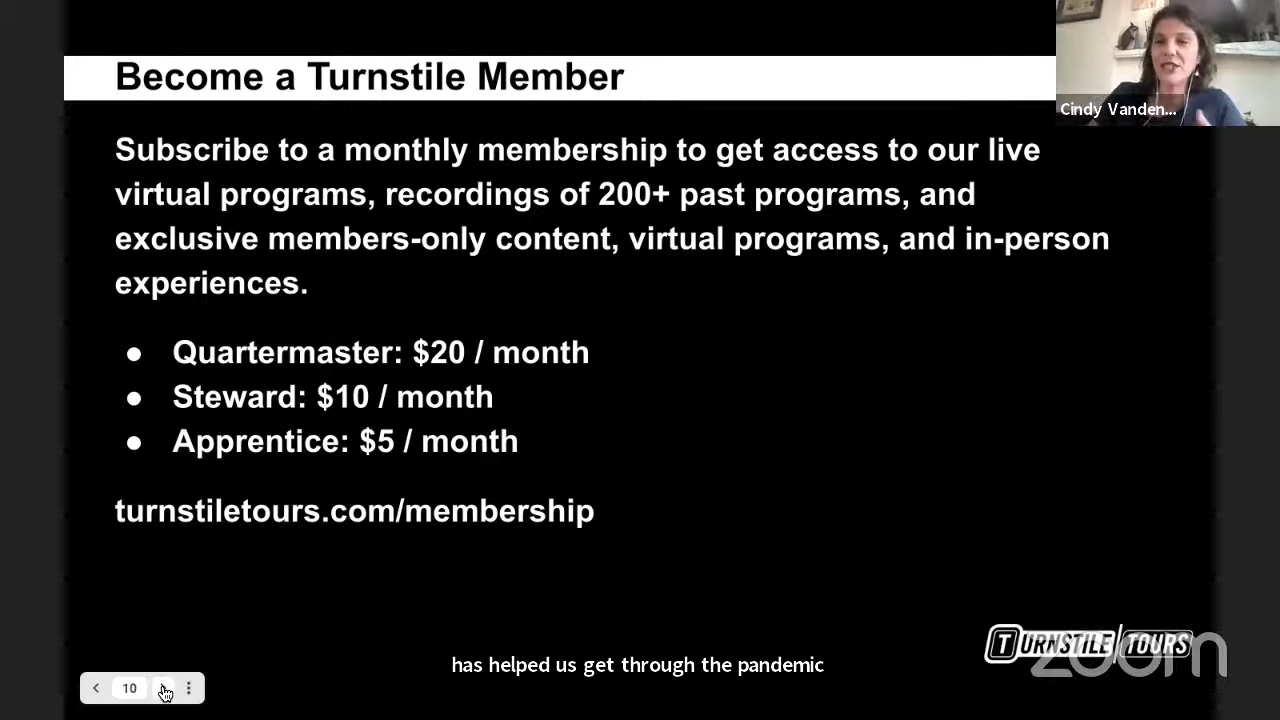 Become a Turnstile Member
Cindy Vanden...
Subscribe to a monthly membership to get access to our live
virtual programs, recordings of 200+ past programs, and
exclusive members-only content, virtual programs, and in-person
experiences.
● Quartermaster: $20 / month
● Steward: $10 / month
● Apprentice: $5 / month
turnstiletours.com/membership
TURNSTILE TOURS
zoom
has helped us get through the pandemic
10